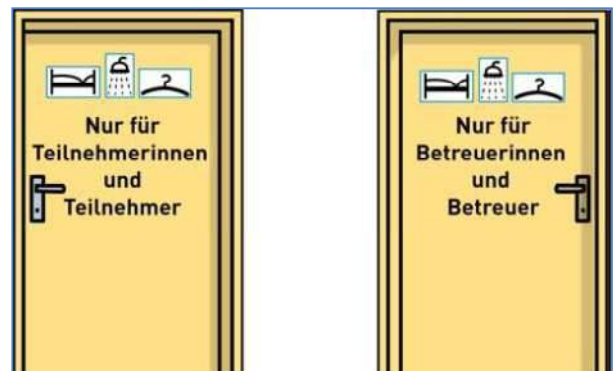 Nur für
Teilnehmerinnen
und
Teilnehmer
Nur für
Betreuerinnen
und
Betreuer